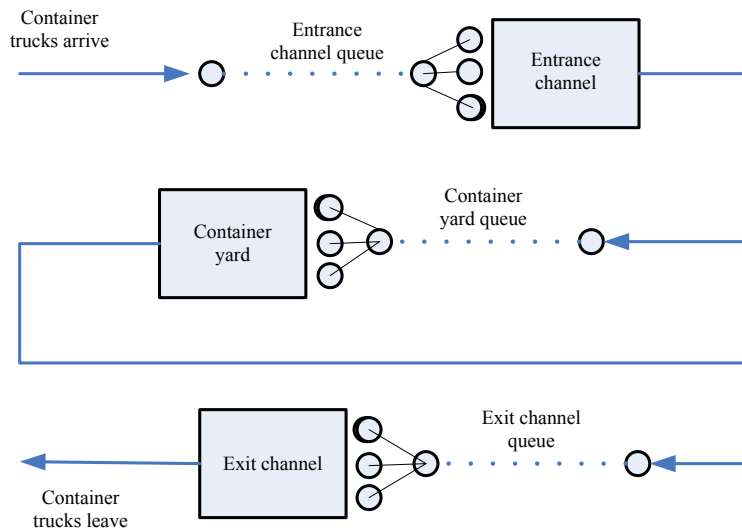 Container
trucks arrive
Entrance
channel queue
Entrance
channel
Container
yard
Container
yard queue
Exit channel
Exit channel
queue
Container
trucks leave